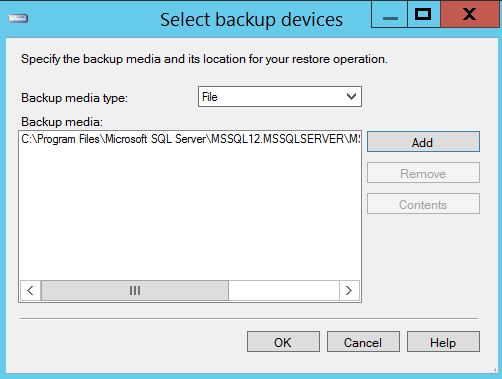 Select backup devices
Specify the backup media and its location for your restore operation.
Backup media type:
File
Backup media:
C:\Program Files\Microsoft SQL Server\MSSQL12.MSSQLSERVER\MS
Add
Remove
Contents
OK
Cancel
Help